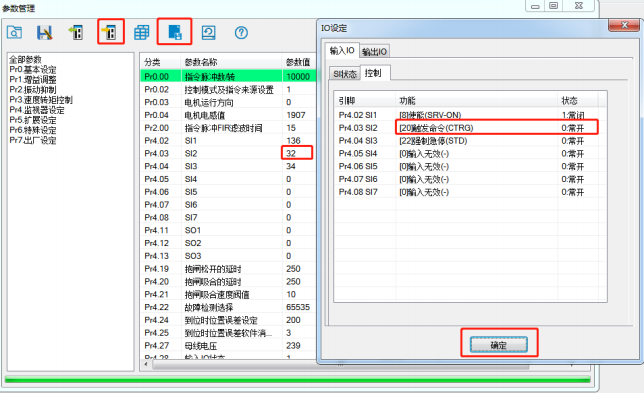 参数管理
全部参数
Pr0.基本设定
Pr1.增益调整
Pr2.振动抑制
Pr3.速度转矩控制
Pr4.监视器设定
Pr5.扩展设定
Pr6.特殊设定
Pr7.出厂设定
分类 参数名称 参数值
Pr0.00 指令脉冲数/转 10000
Pr0.02 控制模式及指令来源设置 1
Pr0.03 电机运行方向 0
Pr0.04 电机电感值 1907
Pr2.00 指令脉冲FIR滤波时间 15
Pr4.02 SI1 136
Pr4.03 SI2 32
Pr4.04 SI3 34
Pr4.05 SI4 0
Pr4.06 SI5 0
Pr4.07 SI6 0
Pr4.08 SI7 0
Pr4.11 SO1 0
Pr4.12 SO2 0
Pr4.13 SO3 0
Pr4.19 抱闸松开的延时 250
Pr4.20 抱闸吸合的延时 250
Pr4.21 抱闸吸合速度阀值 10
Pr4.22 故障检测选择 65535
Pr4.24 到位时位置误差设定 200
Pr4.25 到位时位置误差软件消... 3
Pr4.27 母线电压 239
Pr4.28 输入IO状态 1
IO设定
输入IO 输出IO
SI状态 控制
引脚 功能 状态
Pr4.02 SI1 [8]使能(SRV-ON) 1:常闭
Pr4.03 SI2 [20]触发命令(CTRG) 0:常开
Pr4.04 SI3 [22]强制急停(STD) 0:常开
Pr4.05 SI4 [0]输入无效(-) 0:常开
Pr4.06 SI5 [0]输入无效(-) 0:常开
Pr4.07 SI6 [0]输入无效(-) 0:常开
Pr4.08 SI7 [0]输入无效(-) 0:常开
确定